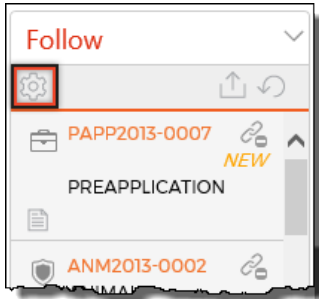 Follow
PAPP2013-0007
NEW
PREAPPLICATION
ANM2013-0002